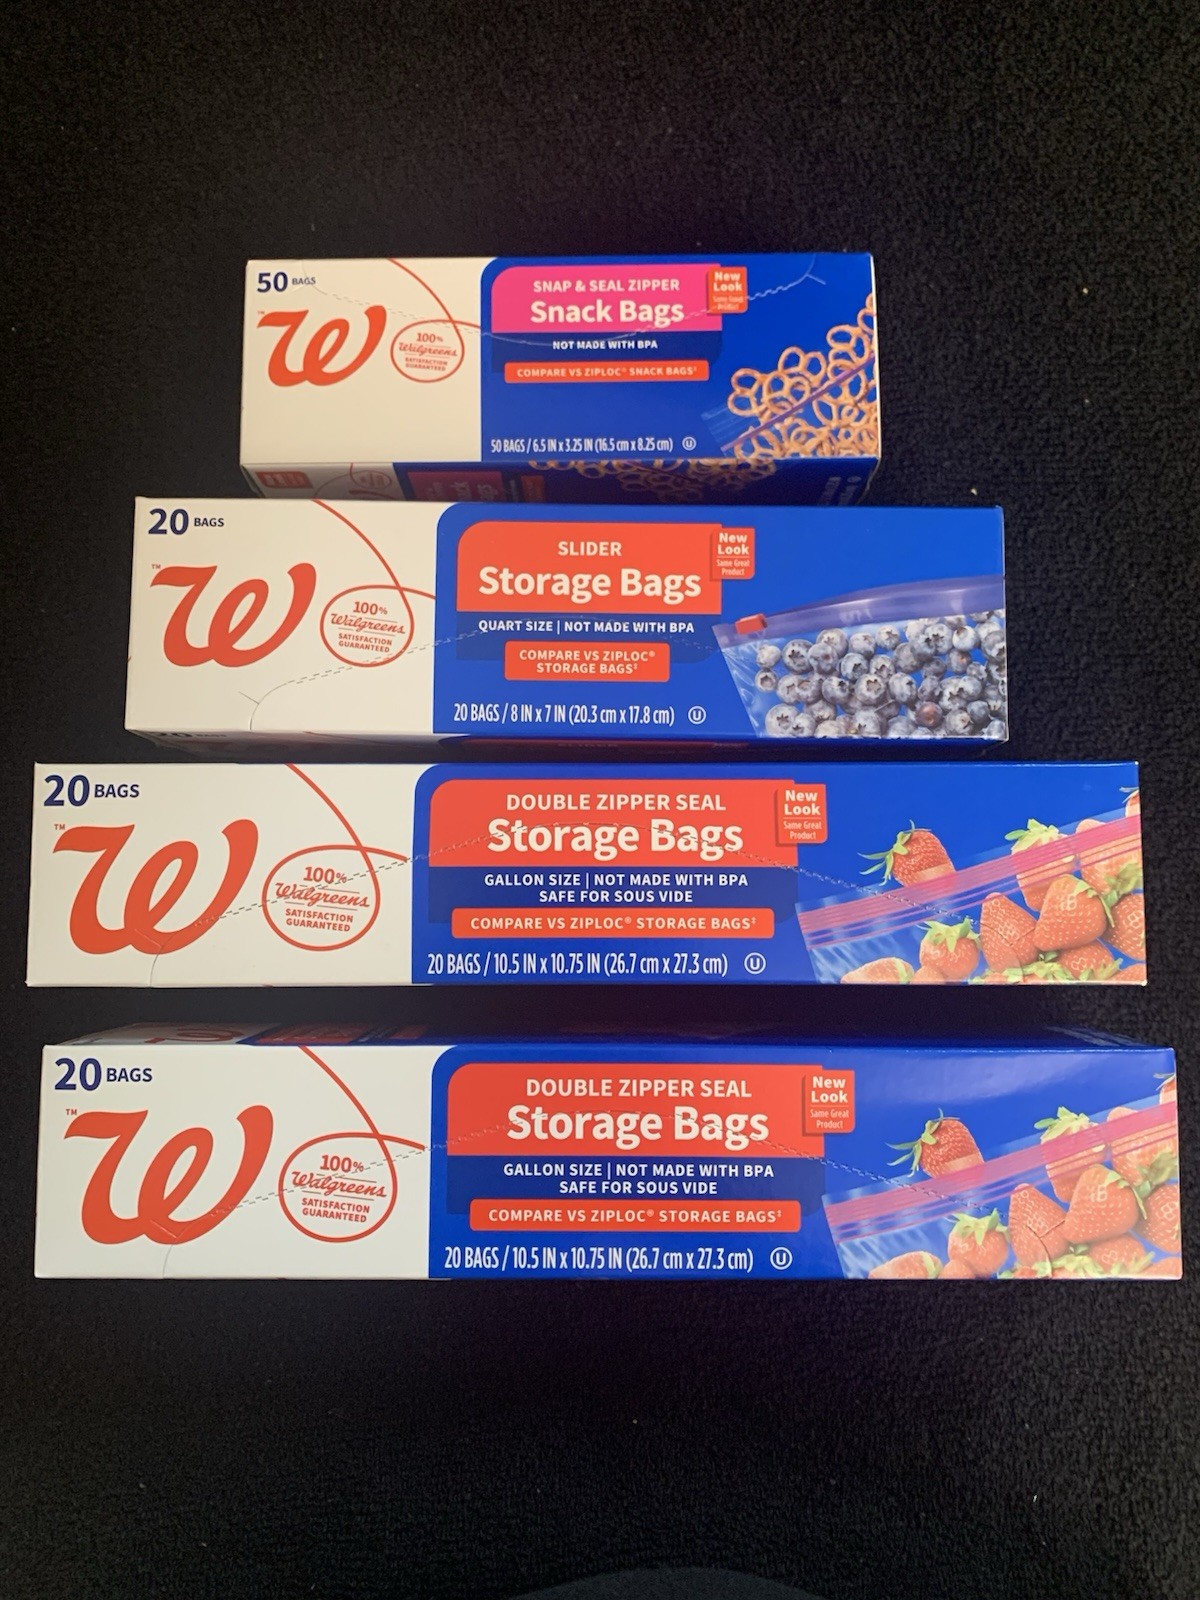 50 BAGS
™
W
100%
Walgreens
SATISFACTION
GUARANTEED
SNAP & SEAL ZIPPER
Snack Bags
New
Look
Same Great
Product
NOT MADE WITH BPA
COMPARE VS ZIPLOC® SNACK BAGS‡
50 BAGS / 6.5 IN x 3.25 IN (16.5 cm x 8.25 cm) U
20 BAGS
™
W
100%
Walgreens
SATISFACTION
GUARANTEED
SLIDER
Storage Bags
New
Look
Same Great
Product
QUART SIZE | NOT MADE WITH BPA
COMPARE VS ZIPLOC®
STORAGE BAGS‡
20 BAGS / 8 IN x 7 IN (20.3 cm x 17.8 cm) U
20 BAGS
™
W
100%
Walgreens
SATISFACTION
GUARANTEED
DOUBLE ZIPPER SEAL
Storage Bags
New
Look
Same Great
Product
GALLON SIZE | NOT MADE WITH BPA
SAFE FOR SOUS VIDE
COMPARE VS ZIPLOC® STORAGE BAGS‡
20 BAGS / 10.5 IN x 10.75 IN (26.7 cm x 27.3 cm) U
20 BAGS
™
W
100%
Walgreens
SATISFACTION
GUARANTEED
DOUBLE ZIPPER SEAL
Storage Bags
New
Look
Same Great
Product
GALLON SIZE | NOT MADE WITH BPA
SAFE FOR SOUS VIDE
COMPARE VS ZIPLOC® STORAGE BAGS‡
20 BAGS / 10.5 IN x 10.75 IN (26.7 cm x 27.3 cm) U